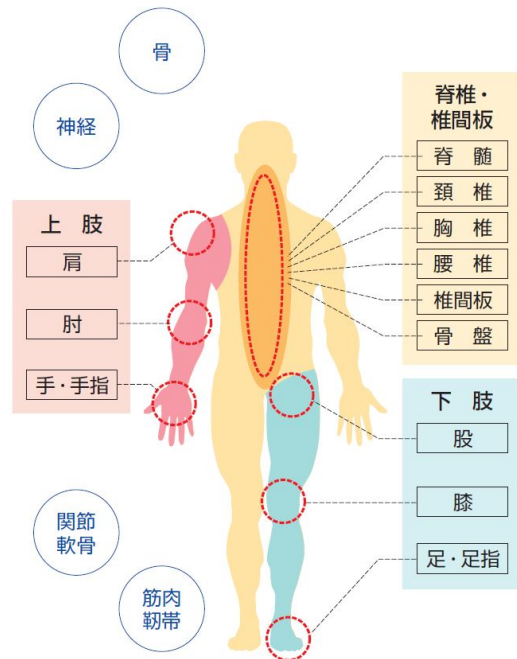 骨
神経
上 肢
肩
肘
手・手指
関節
軟骨
筋肉
靭帯
脊椎・
椎間板
脊 髄
頚 椎
胸 椎
腰 椎
椎間板
骨 盤
下 肢
股
膝
足・足指